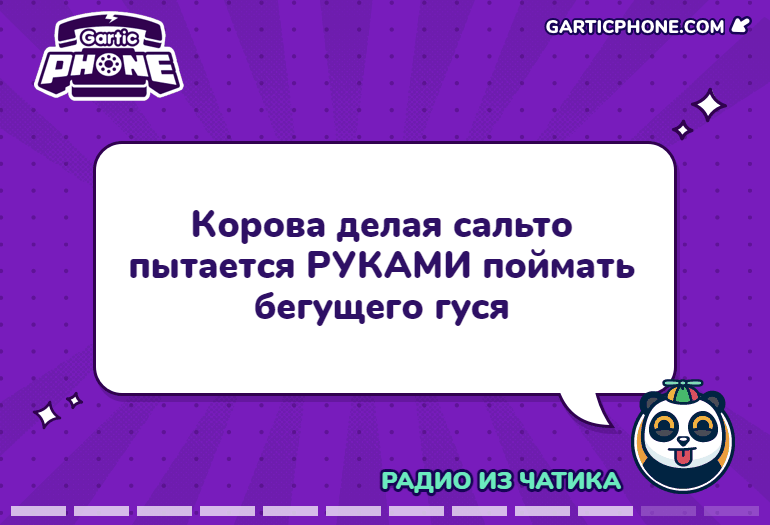 Gartic
PHONE
GARTICPHONE.COM
Корова делая сальто
пытается РУКАМИ поймать
бегущего гуся
РАДИО ИЗ ЧАТИКА